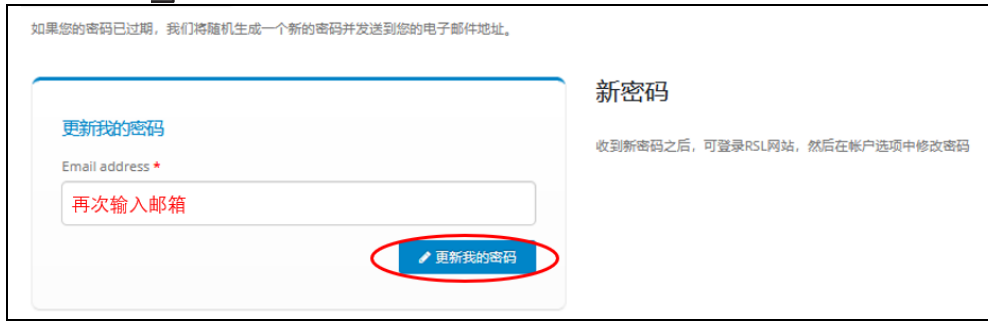 如果您的密码已过期，我们将随机生成一个新的密码并发送到您的电子邮件地址。
更新我的密码
Email address *
再次输入邮箱
更新我的密码
新密码
收到新密码之后，可登录RSL网站，然后在帐户选项中修改密码